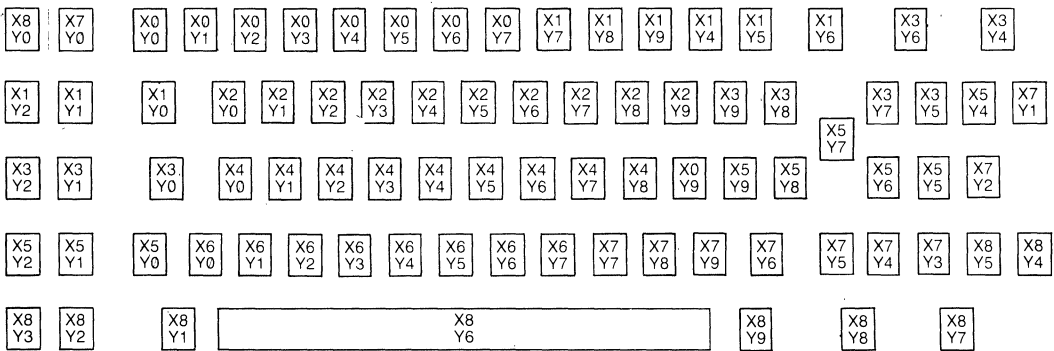 X8 X7 X0 X0 X0 X0 X0 X0 X0 X0 X1 X1 X1 X1 X1 X1 X3 X3
Y0 Y0 Y0 Y1 Y2 Y3 Y4 Y5 Y6 Y7 Y7 Y8 Y9 Y4 Y5 Y6 Y6 Y4
X1 X1 X1 X2 X2 X2 X2 X2 X2 X2 X2 X2 X2 X3 X3 X3 X3 X5 X7
Y2 Y1 Y0 Y0 Y1 Y2 Y3 Y4 Y5 Y6 Y7 Y8 Y9 Y9 Y8 Y7 Y5 Y4 Y1
X5
Y7
X3 X3 X3 X4 X4 X4 X4 X4 X4 X4 X4 X4 X0 X5 X5 X5 X5 X7
Y2 Y1 Y0 Y0 Y1 Y2 Y3 Y4 Y5 Y6 Y7 Y8 Y9 Y9 Y8 Y6 Y5 Y2
X5 X5 X5 X6 X6 X6 X6 X6 X6 X6 X6 X7 X7 X7 X7 X7 X7 X7 X8 X8
Y2 Y1 Y0 Y0 Y1 Y2 Y3 Y4 Y5 Y6 Y7 Y7 Y8 Y9 Y6 Y5 Y4 Y3 Y5 Y4
X8 X8 X8 X8 X8 X8 X8
Y3 Y2 Y1 Y6 Y9 Y8 Y7